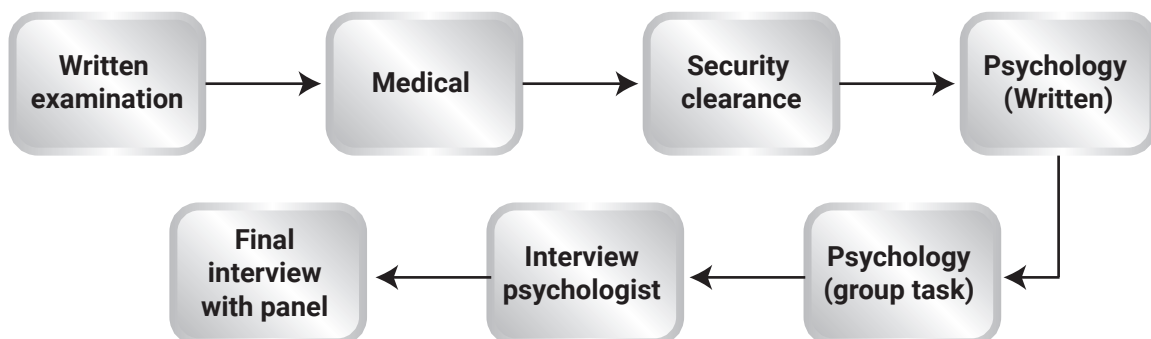 Written
examination
Medical
Security
clearance
Psychology
(Written)
Psychology
(group task)
Interview
psychologist
Final
interview
with panel